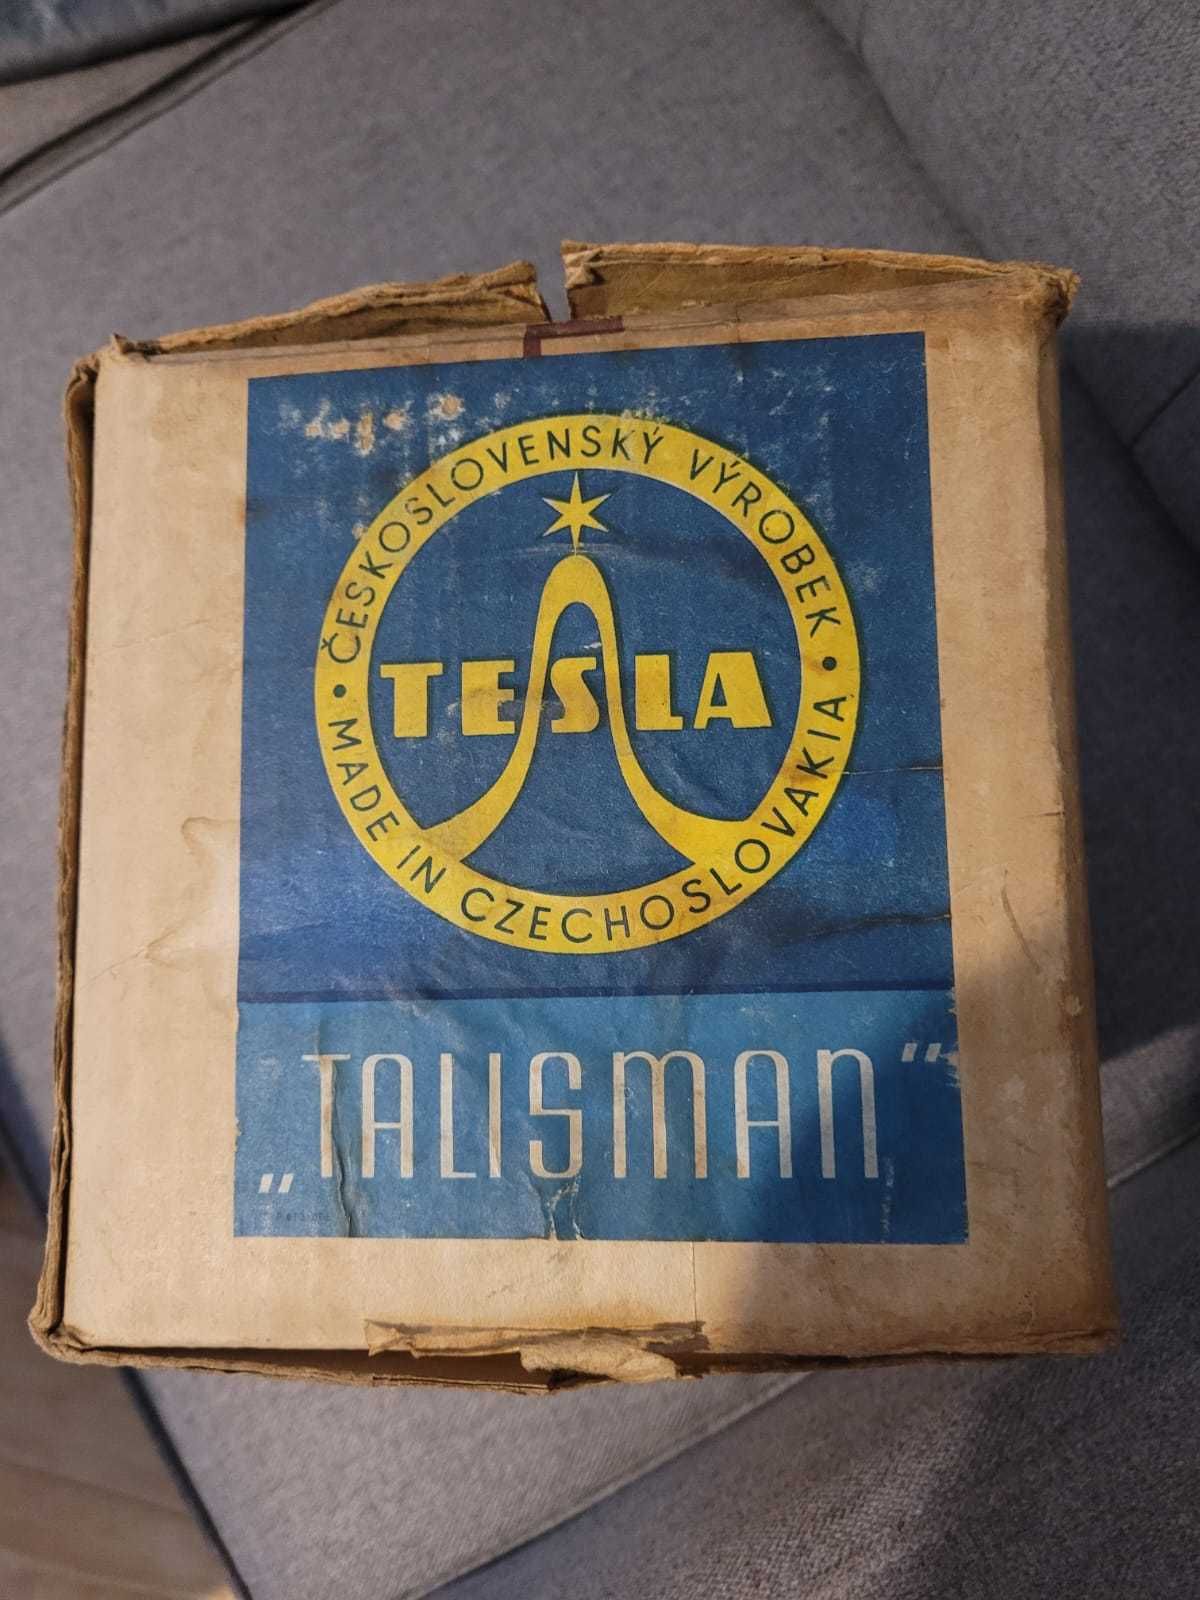 ČESKOSLOVENSKÝ VÝROBEK
TESLA
• MADE IN CZECHOSLOVAKIA •
„TALISMAN"